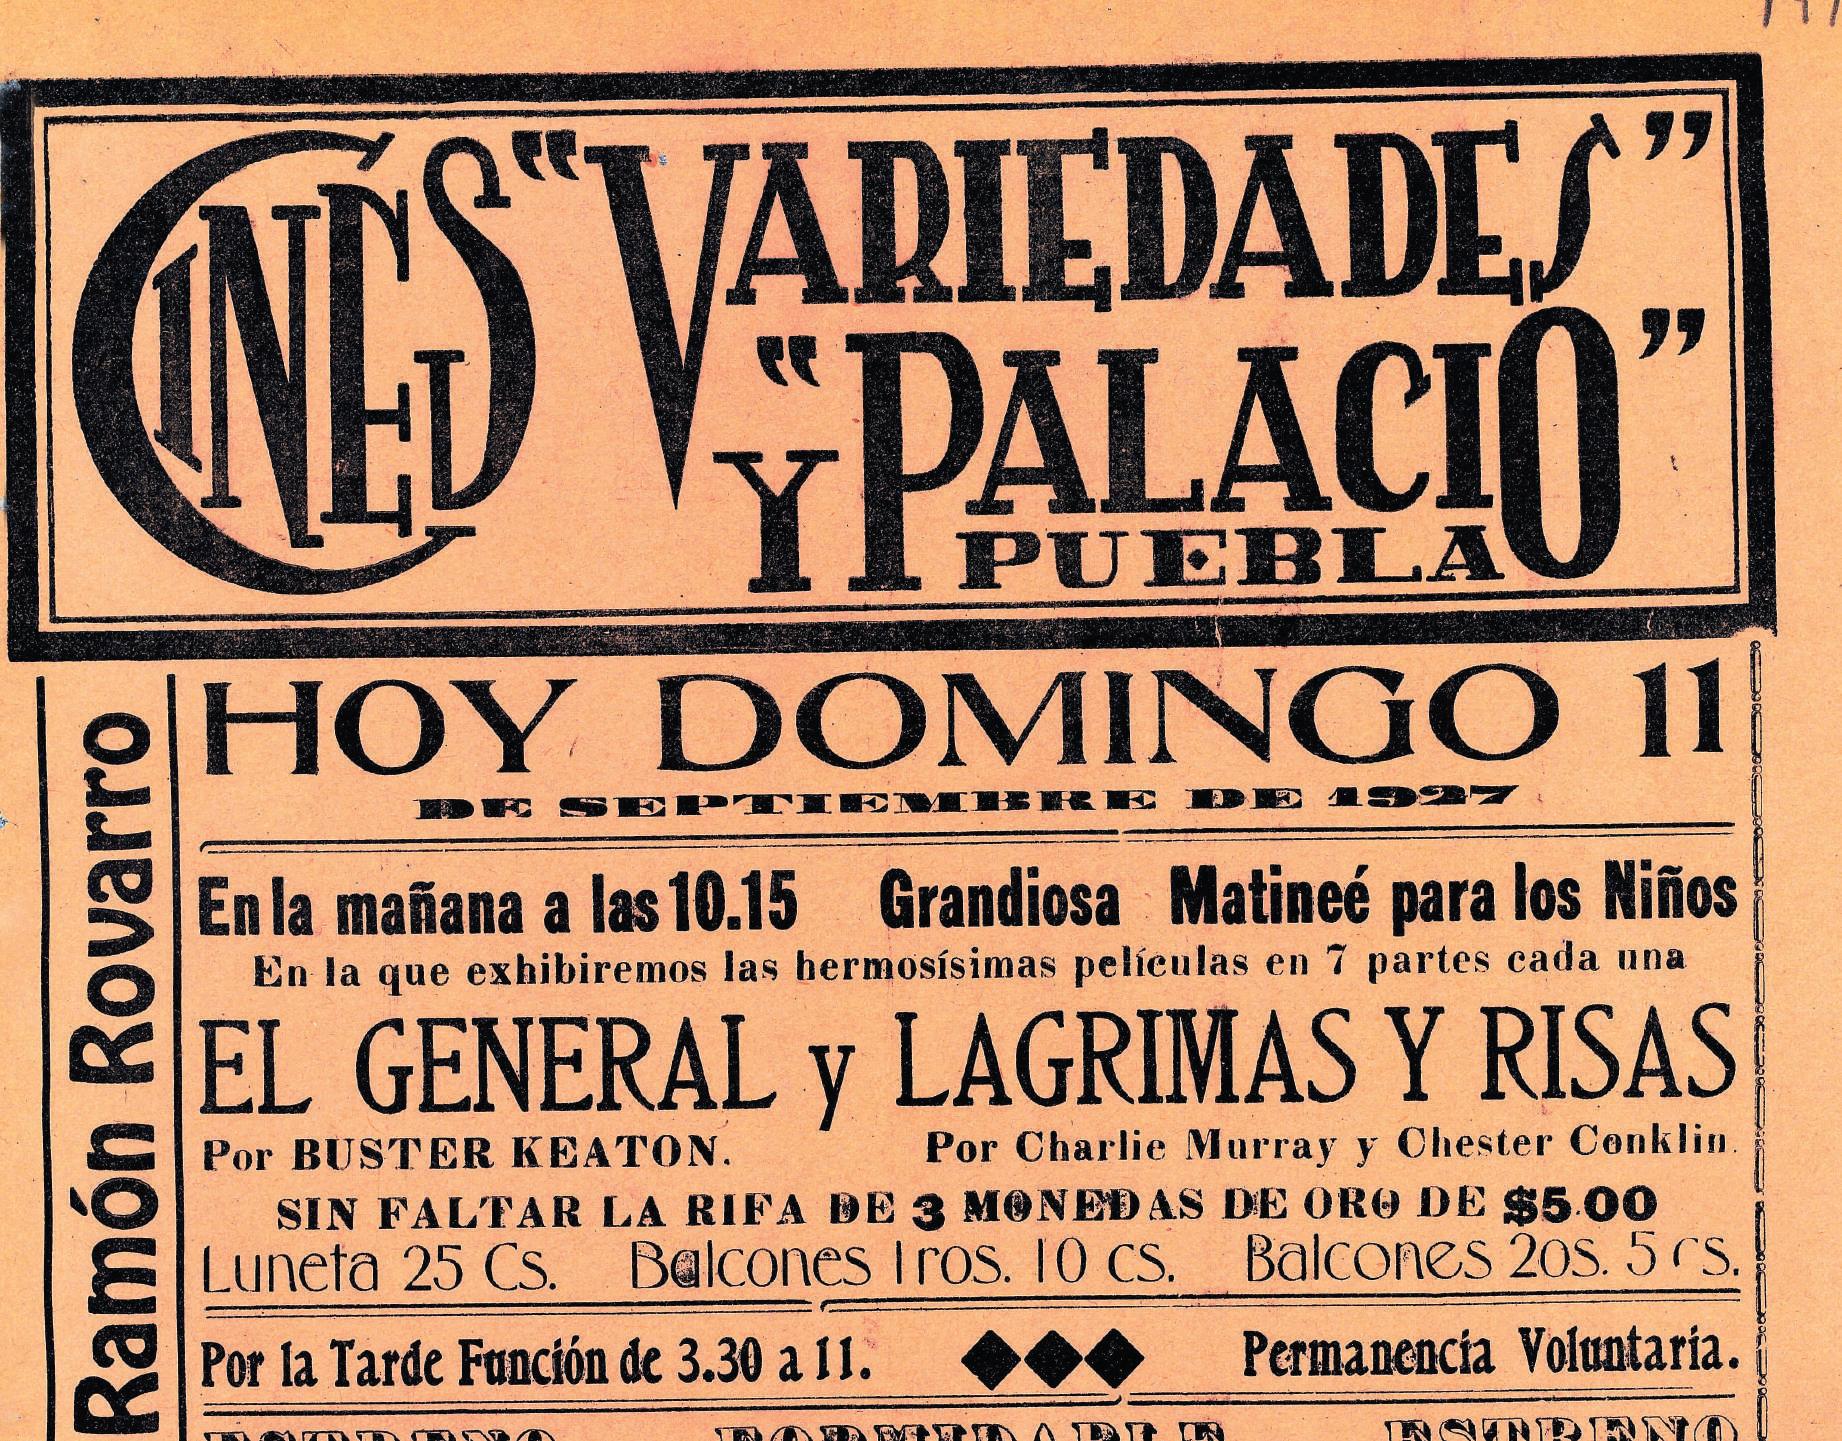 CINES "VARIEDADES"
Y "PALACIO"
PUEBLA
HOY DOMINGO 11
DE SEPTIEMBRE DE 1927
En la mañana a las 10.15 Grandiosa Matineé para los Niños
En la que exhibiremos las hermosísimas películas en 7 partes cada una
EL GENERAL y LAGRIMAS Y RISAS
Por BUSTER KEATON. Por Charlie Murray y Chester Conklin.
SIN FALTAR LA RIFA DE 3 MONEDAS DE ORO DE $5.00
Luneta 25 Cs. Balcones 1ros. 10 cs. Balcones 2os. 5 cs.
Por la Tarde Función de 3.30 a 11. Permanencia Voluntaria.
ESTRENO FORMIDABLE ESTRENO
Ramón Rovarro